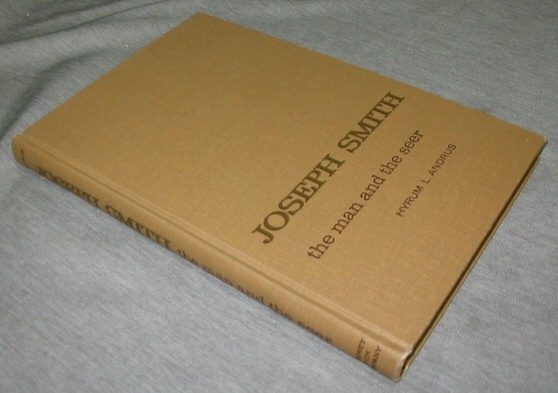 JOSEPH SMITH
the man and the seer
HYRUM L. ANDRUS
JOSEPH SMITH the man and the seer